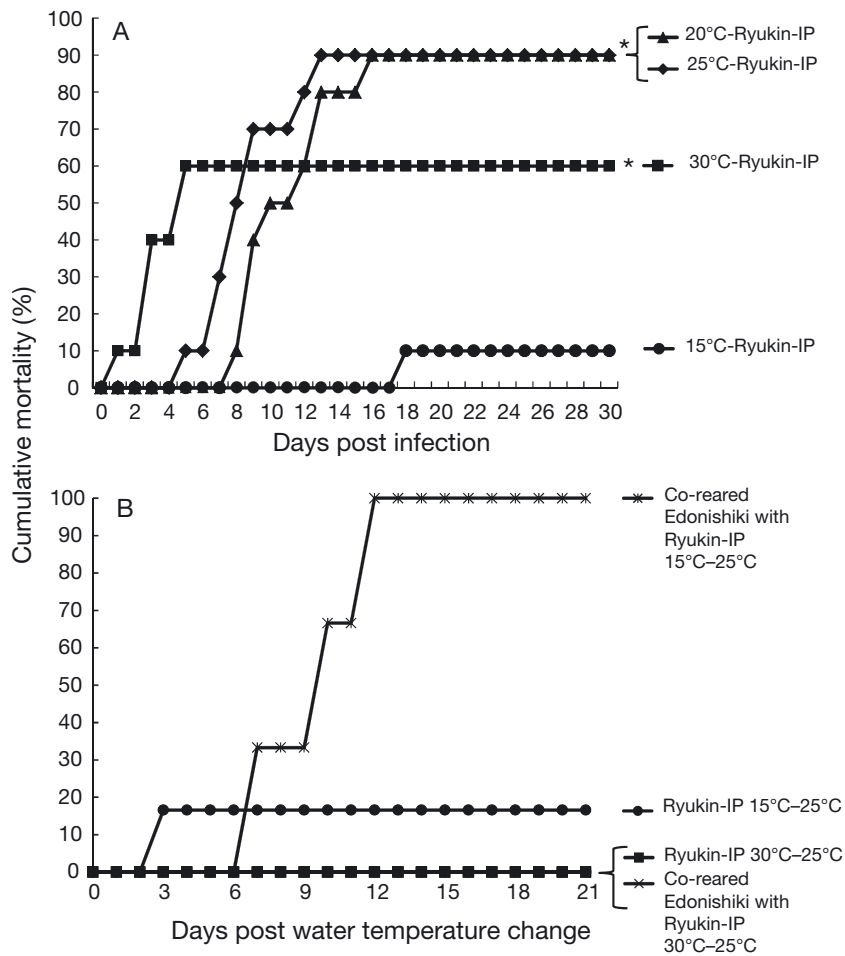 Cumulative mortality (%)
A
100
90
80
70
60
50
40
30
20
10
0
0 2 4 6 8 10 12 14 16 18 20 22 24 26 28 30
Days post infection
*
20°C-Ryukin-IP
25°C-Ryukin-IP
* 30°C-Ryukin-IP
15°C-Ryukin-IP
B
100
90
80
70
60
50
40
30
20
10
0
0 3 6 9 12 15 18 21
Days post water temperature change
Co-reared
Edonishiki with
Ryukin-IP
15°C–25°C
Ryukin-IP 15°C–25°C
Ryukin-IP 30°C–25°C
Co-reared
Edonishiki with
Ryukin-IP
30°C–25°C